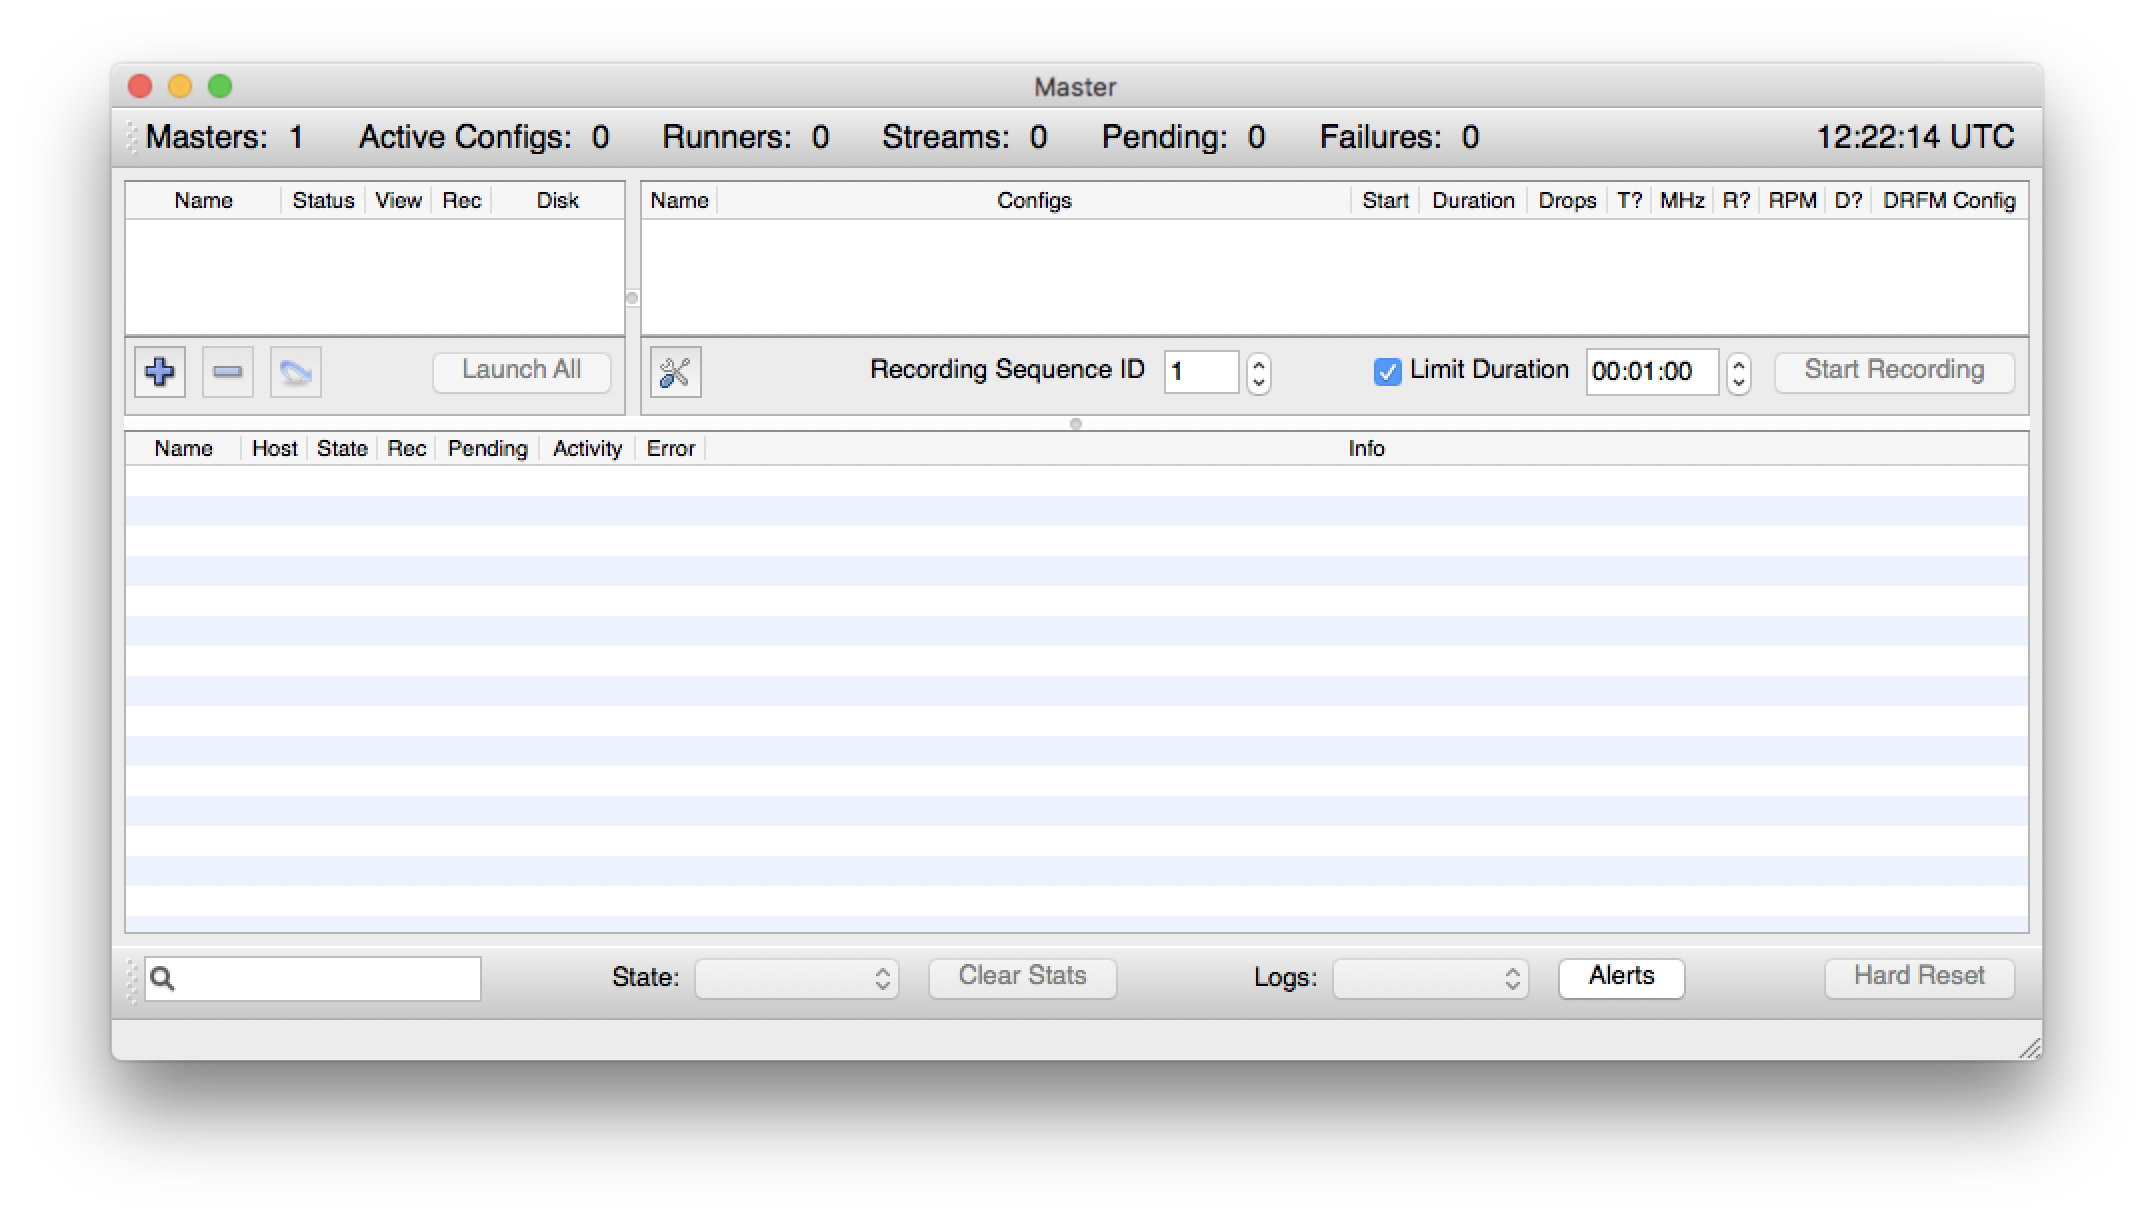 Master
Masters: 1 Active Configs: 0 Runners: 0 Streams: 0 Pending: 0 Failures: 0 12:22:14 UTC
Name Status View Rec Disk
Name Configs Start Duration Drops T? MHz R? RPM D? DRFM Config
Launch All
Recording Sequence ID 1 Limit Duration 00:01:00 Start Recording
Name Host State Rec Pending Activity Error Info
State: Clear Stats Logs: Alerts Hard Reset